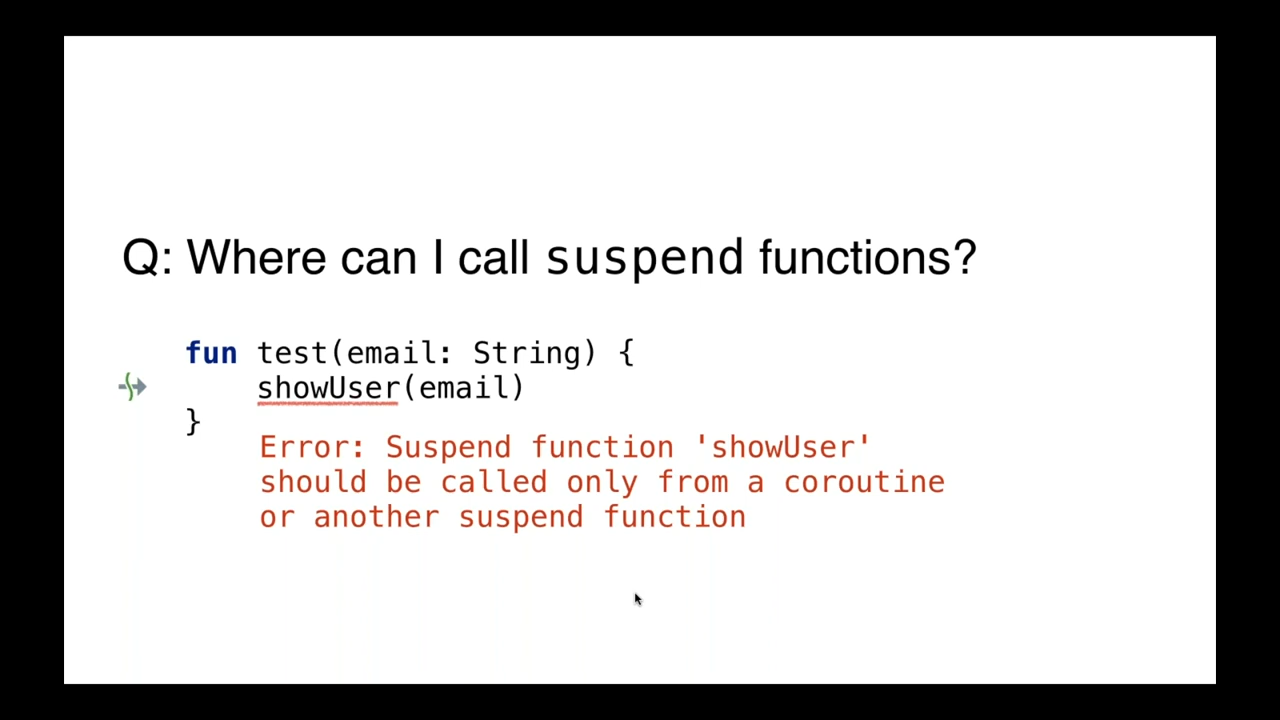 Q: Where can I call suspend functions?
fun test(email: String) {
showUser(email)
}
Error: Suspend function 'showUser'
should be called only from a coroutine
or another suspend function